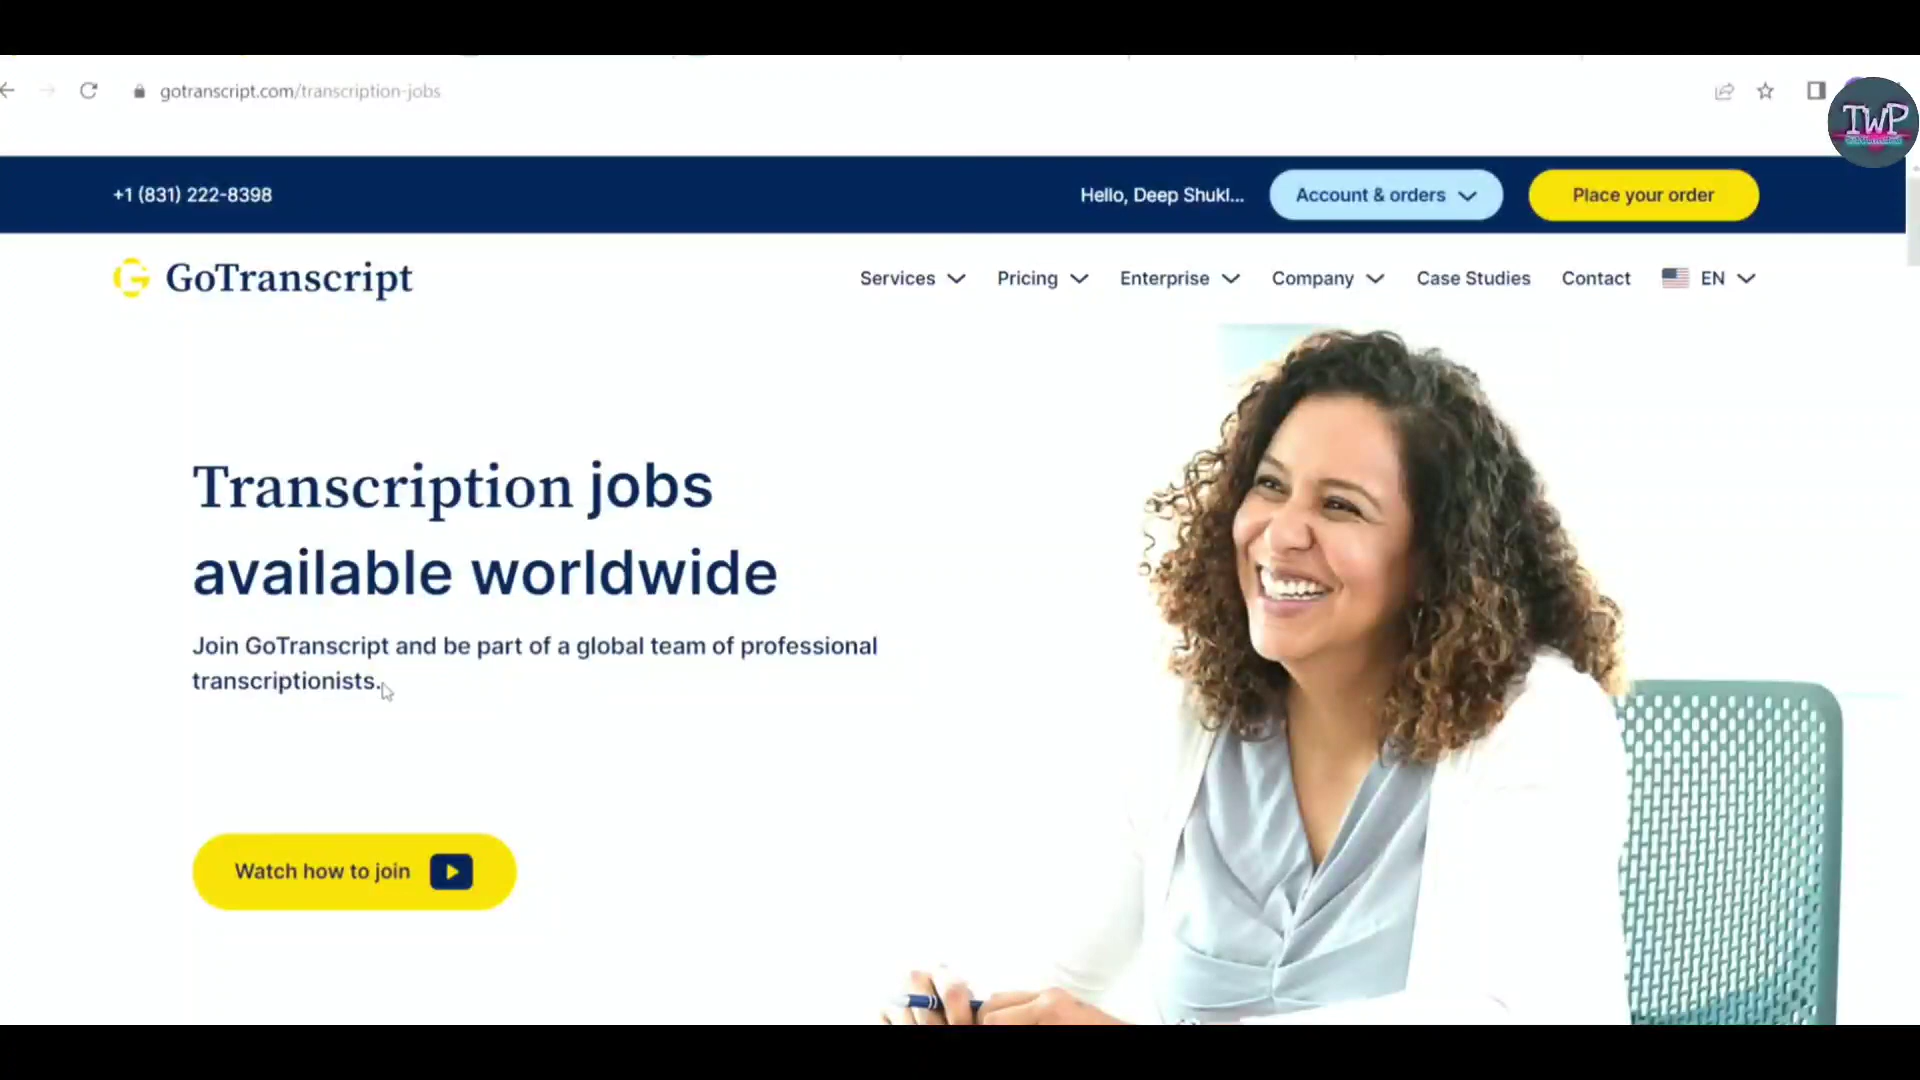 gotranscript.com/transcription-jobs
TWP
+1 (831) 222-8398
Hello, Deep Shukl...
Account & orders
Place your order
GoTranscript
Services
Pricing
Enterprise
Company
Case Studies
Contact
EN
Transcription jobs
available worldwide
Join GoTranscript and be part of a global team of professional
transcriptionists.
Watch how to join